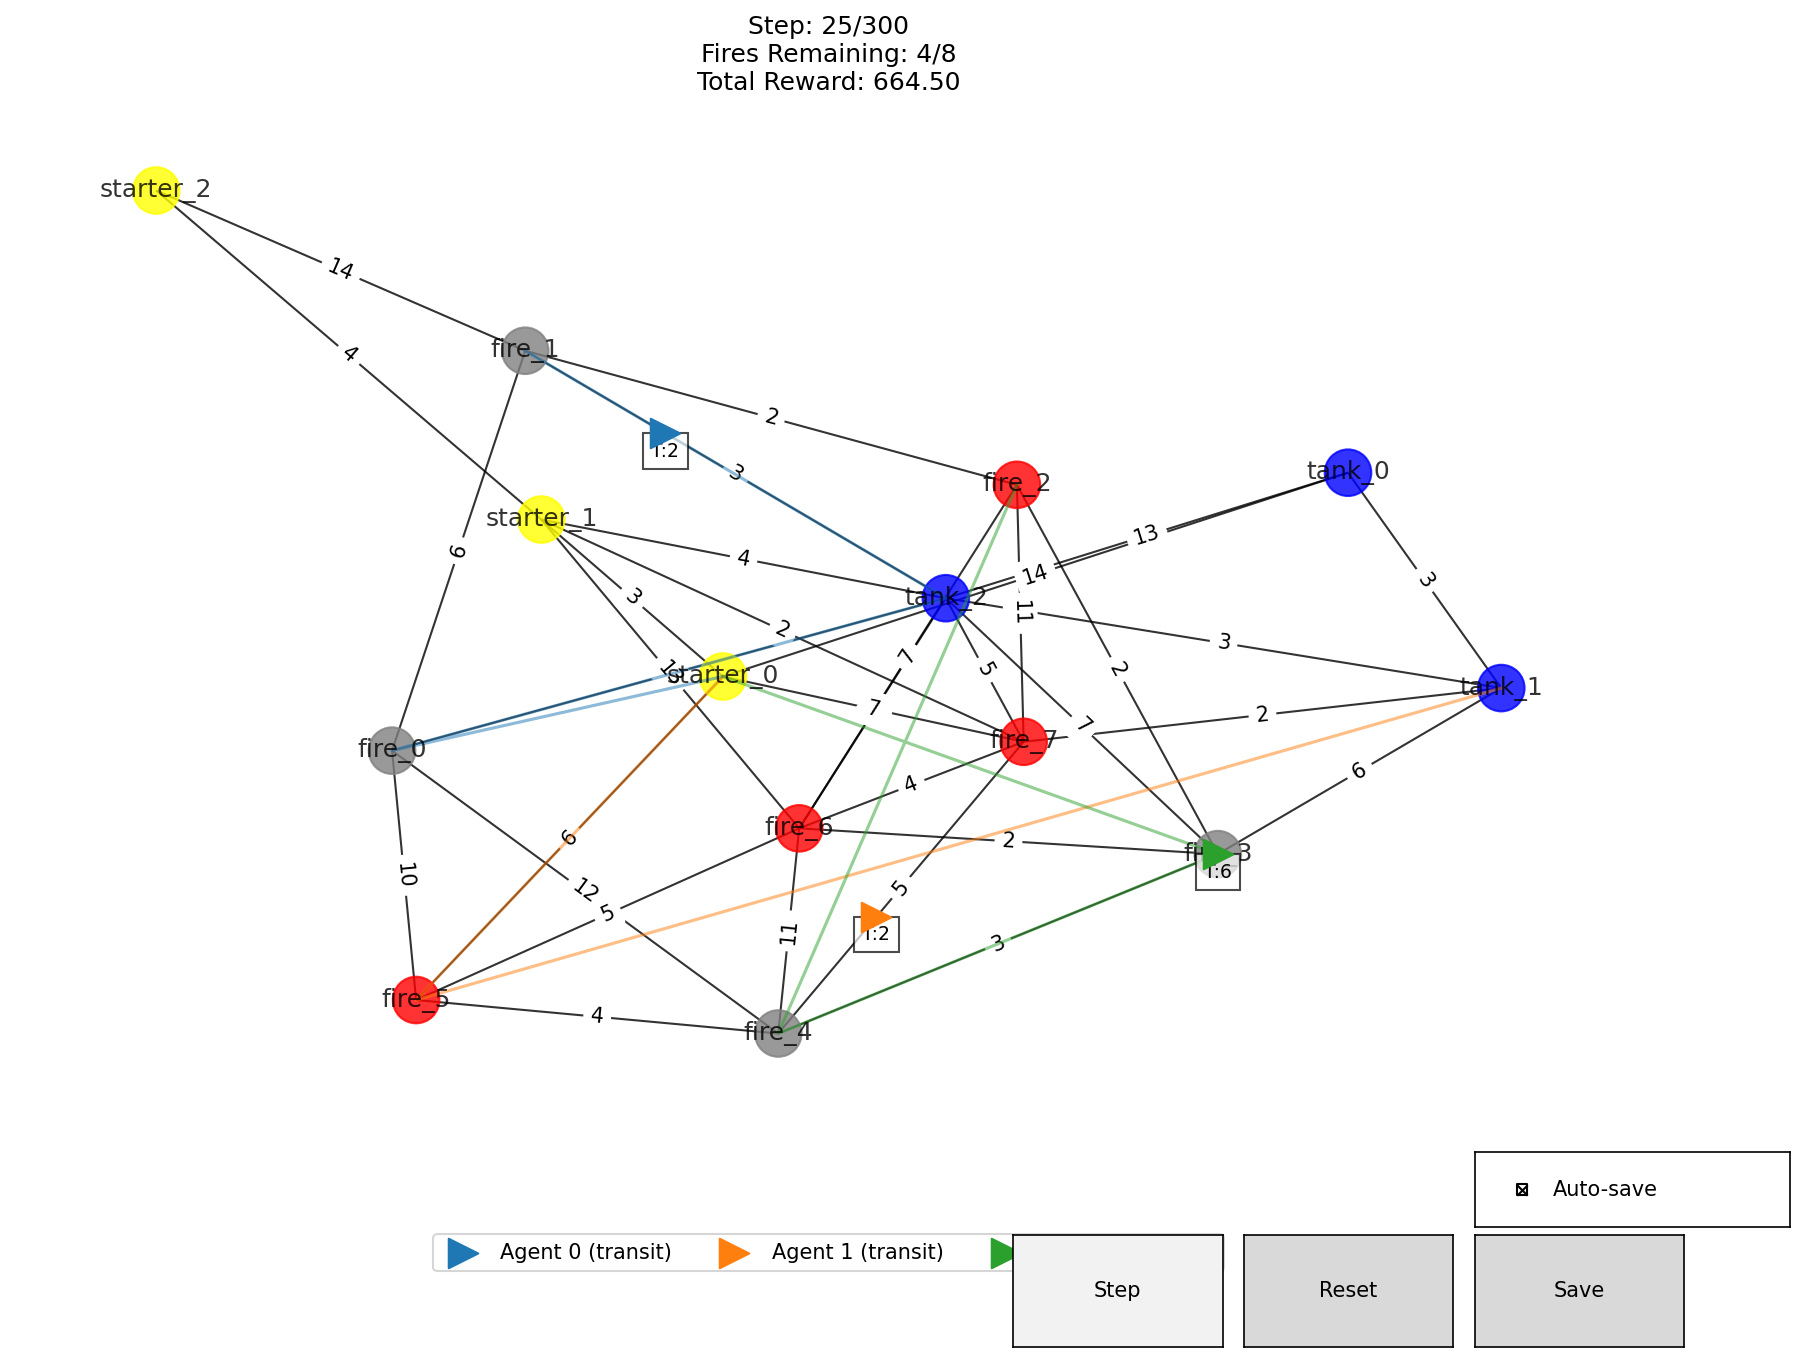 Step: 25/300
Fires Remaining: 4/8
Total Reward: 664.50
starter_2
14
4
fire_1
2
T:2
3
fire_2
tank_0
starter_1
4
13
6
14
3
3
11
tank_2
2
3
7
5
2
starter_0
tank_1
7
7
2
fire_0
fire_7
4
6
6
fire_6
2
fire_3
T:6
10
12
5
5
11
T:2
3
fire_5
4
fire_4
Auto-save
Agent 0 (transit)
Agent 1 (transit)
Step
Reset
Save